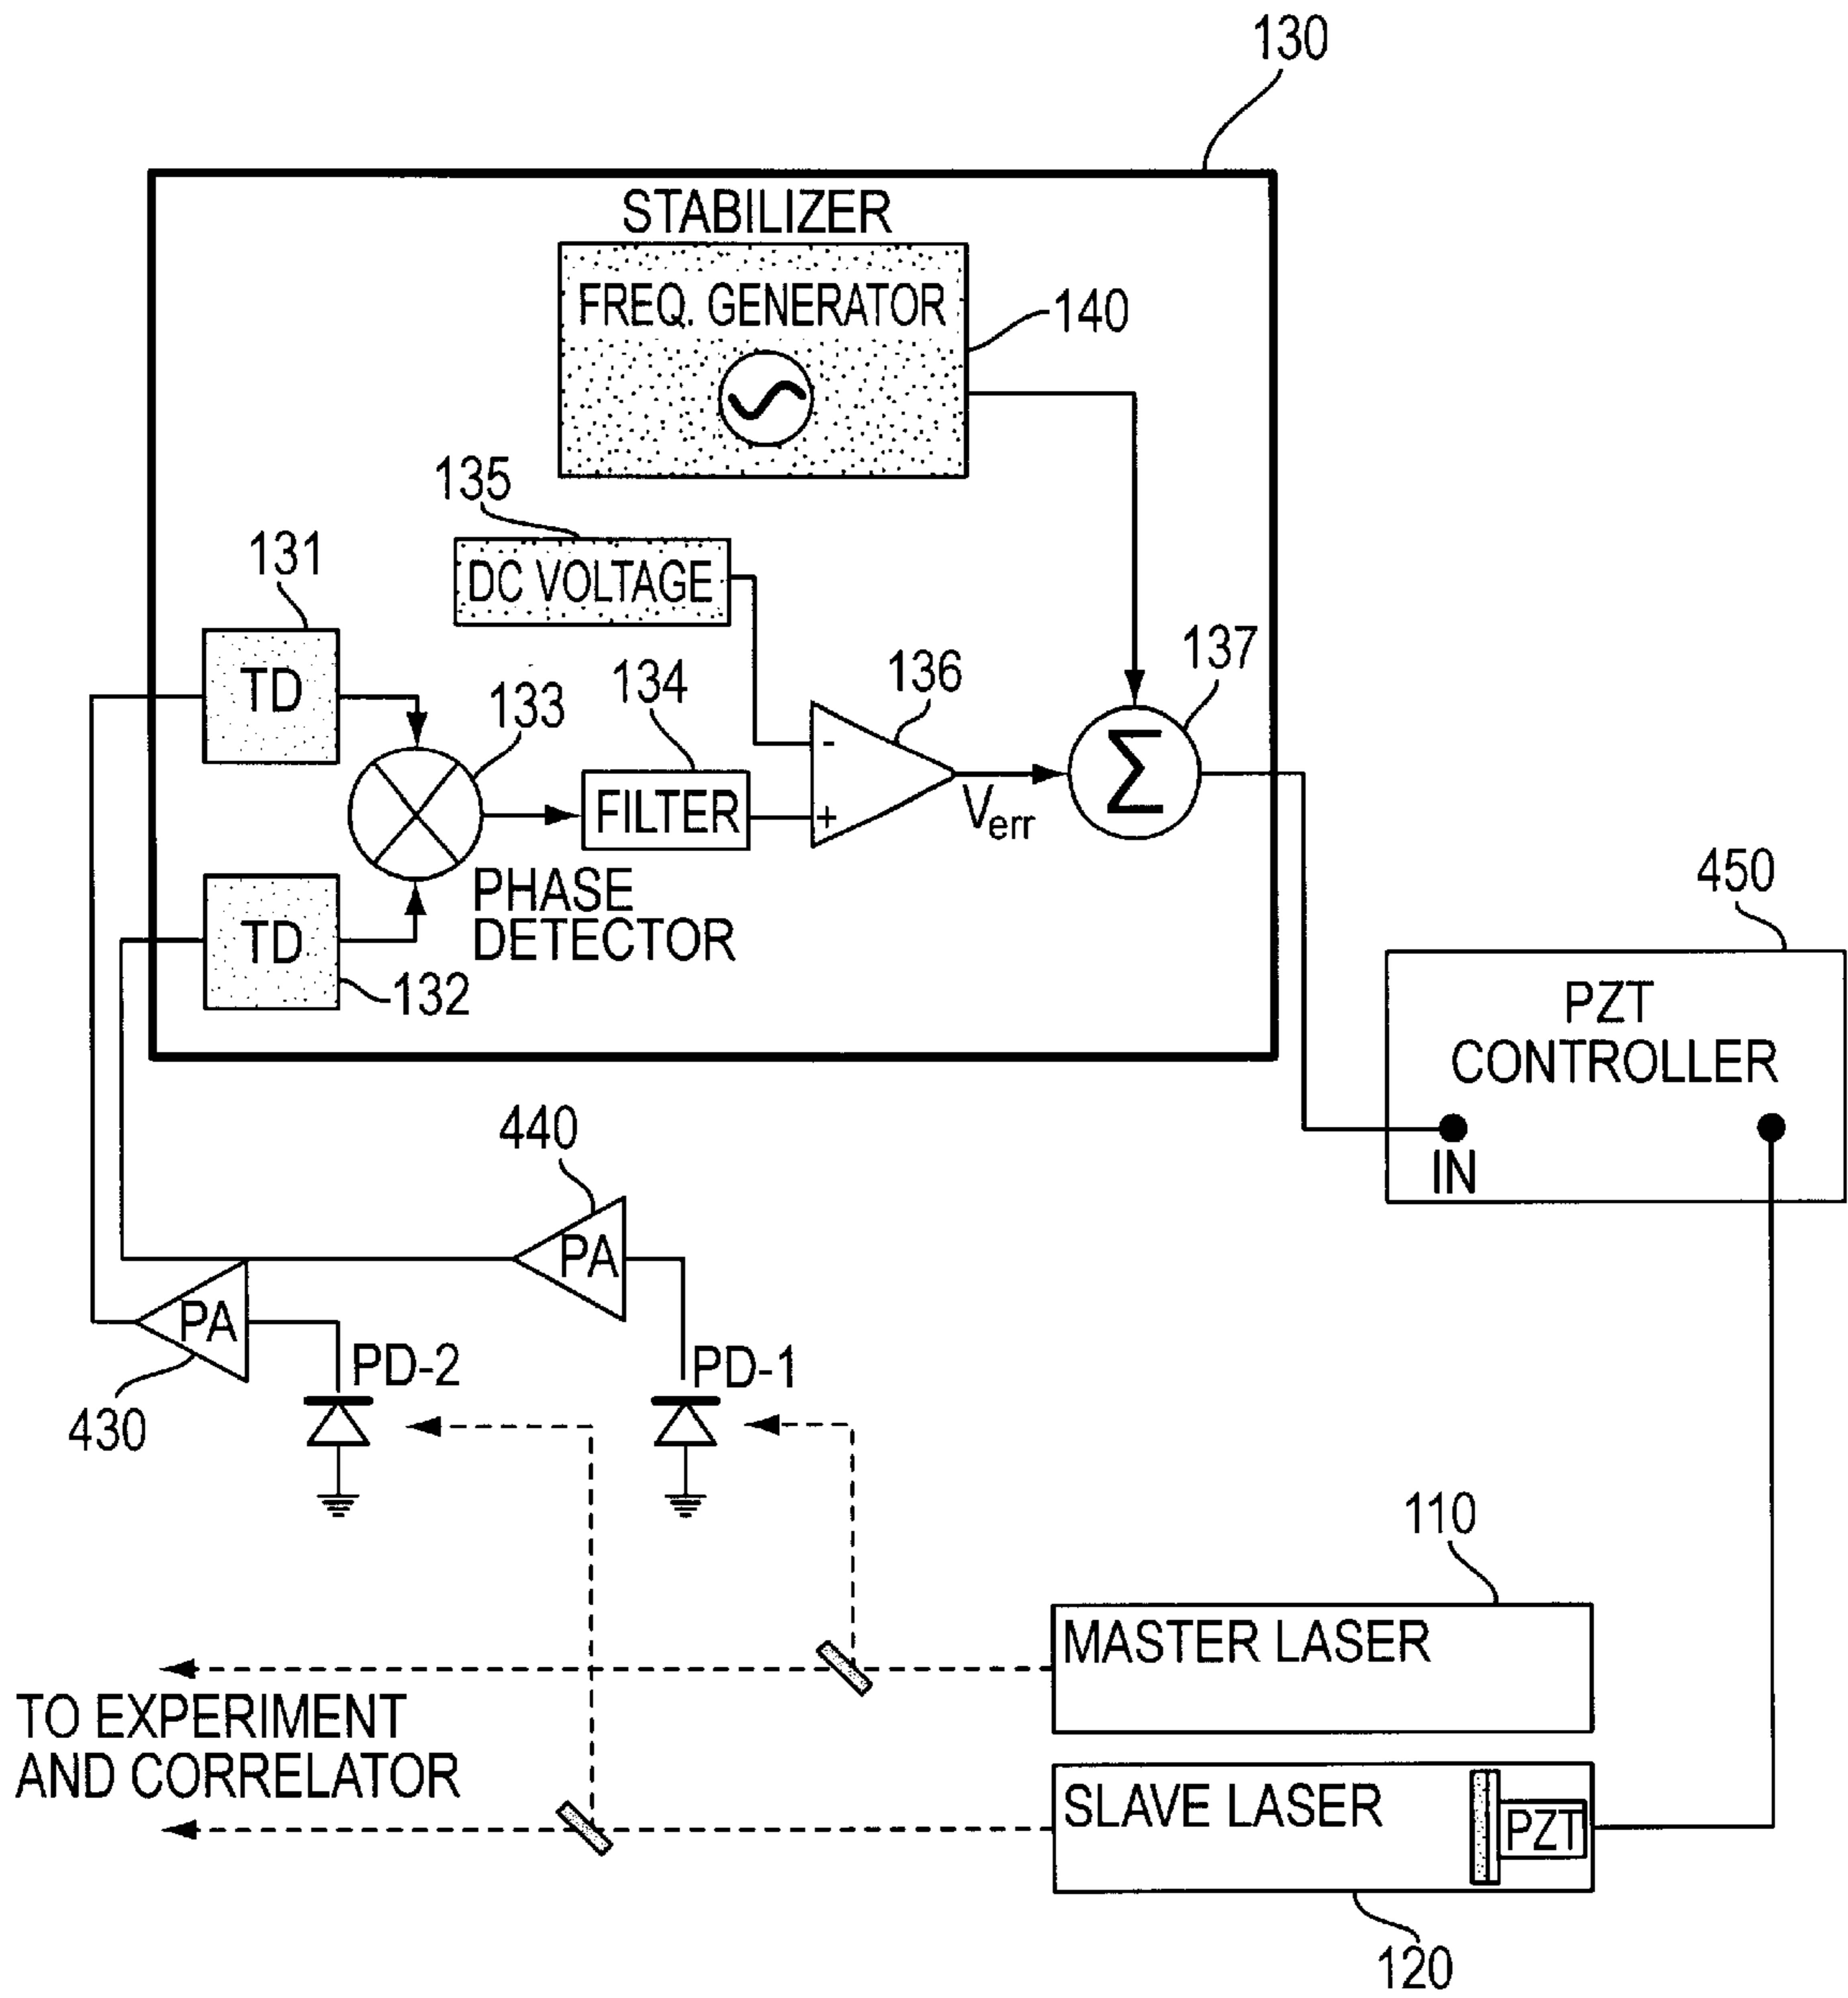 130
STABILIZER
FREQ. GENERATOR
140
135
DC VOLTAGE
131
TD
133
134
FILTER
136
-
+
Verr
137
Σ
PHASE
DETECTOR
TD
132
450
PZT
CONTROLLER
IN
440
PA
PA
430
PD-2
PD-1
110
MASTER LASER
TO EXPERIMENT
AND CORRELATOR
SLAVE LASER
PZT
120